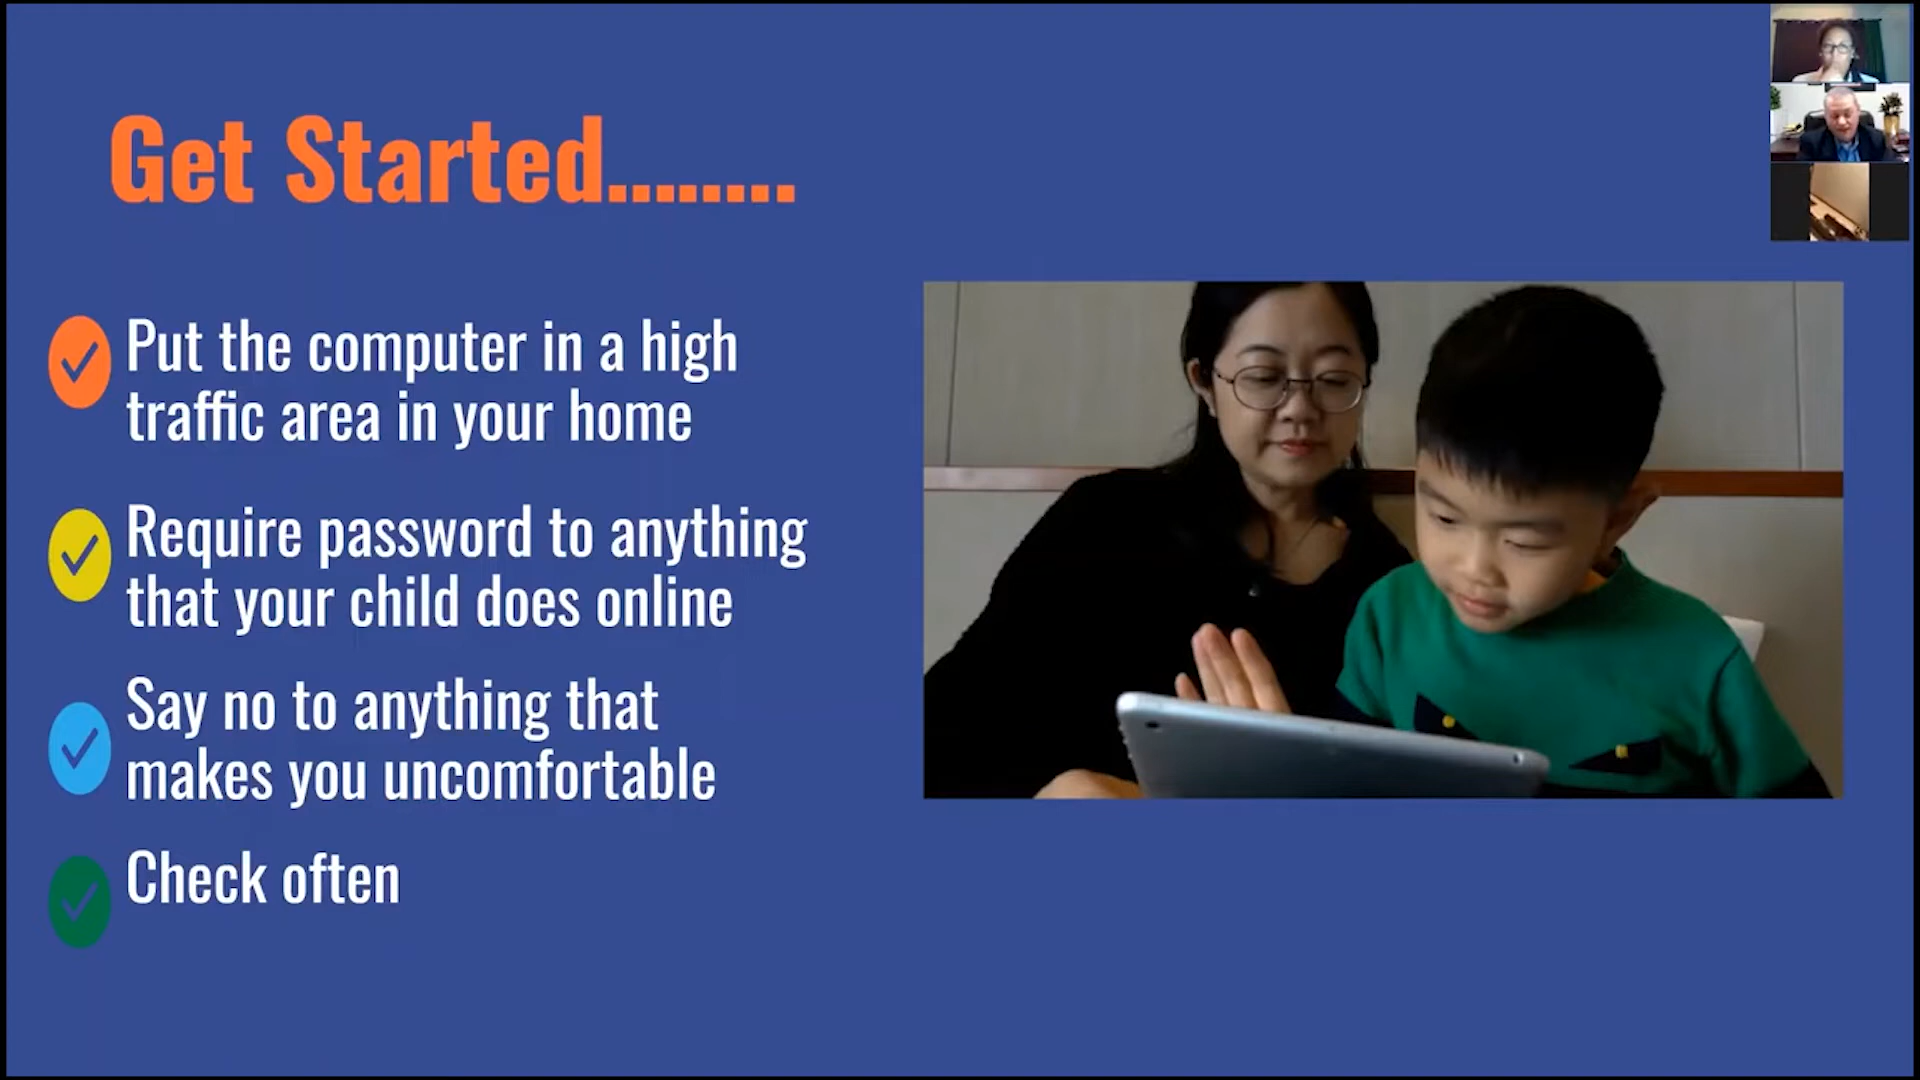 Get Started........
Put the computer in a high
traffic area in your home
Require password to anything
that your child does online
Say no to anything that
makes you uncomfortable
Check often